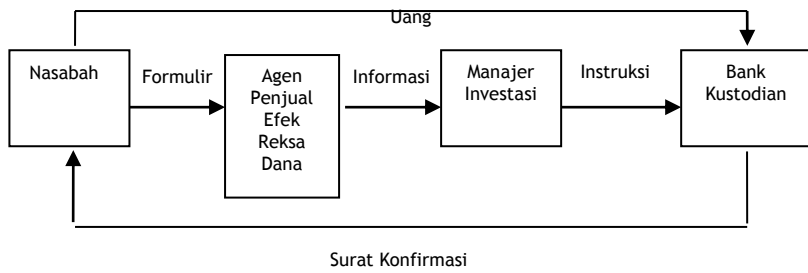 Uang
Nasabah
Formulir
Agen
Penjual
Efek
Reksa
Dana
Informasi
Manajer
Investasi
Instruksi
Bank
Kustodian
Surat Konfirmasi